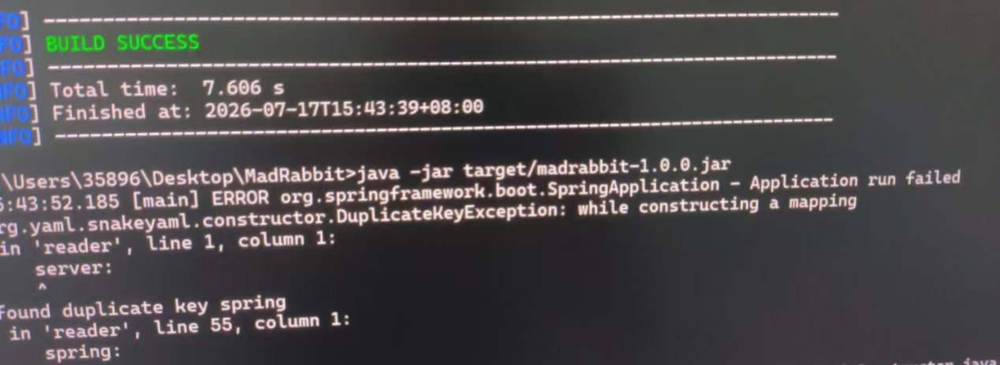 FO] ------------------------------------------------------------------------
FO] BUILD SUCCESS
FO] ------------------------------------------------------------------------
NFO] Total time:  7.606 s
NFO] Finished at: 2026-07-17T15:43:39+08:00
NFO] ------------------------------------------------------------------------
\Users\35896\Desktop\MadRabbit>java -jar target/madrabbit-1.0.0.jar
5:43:52.185 [main] ERROR org.springframework.boot.SpringApplication - Application run failed
rg.yaml.snakeyaml.constructor.DuplicateKeyException: while constructing a mapping
in 'reader', line 1, column 1:
server:
^
found duplicate key spring
in 'reader', line 55, column 1:
spring:
java